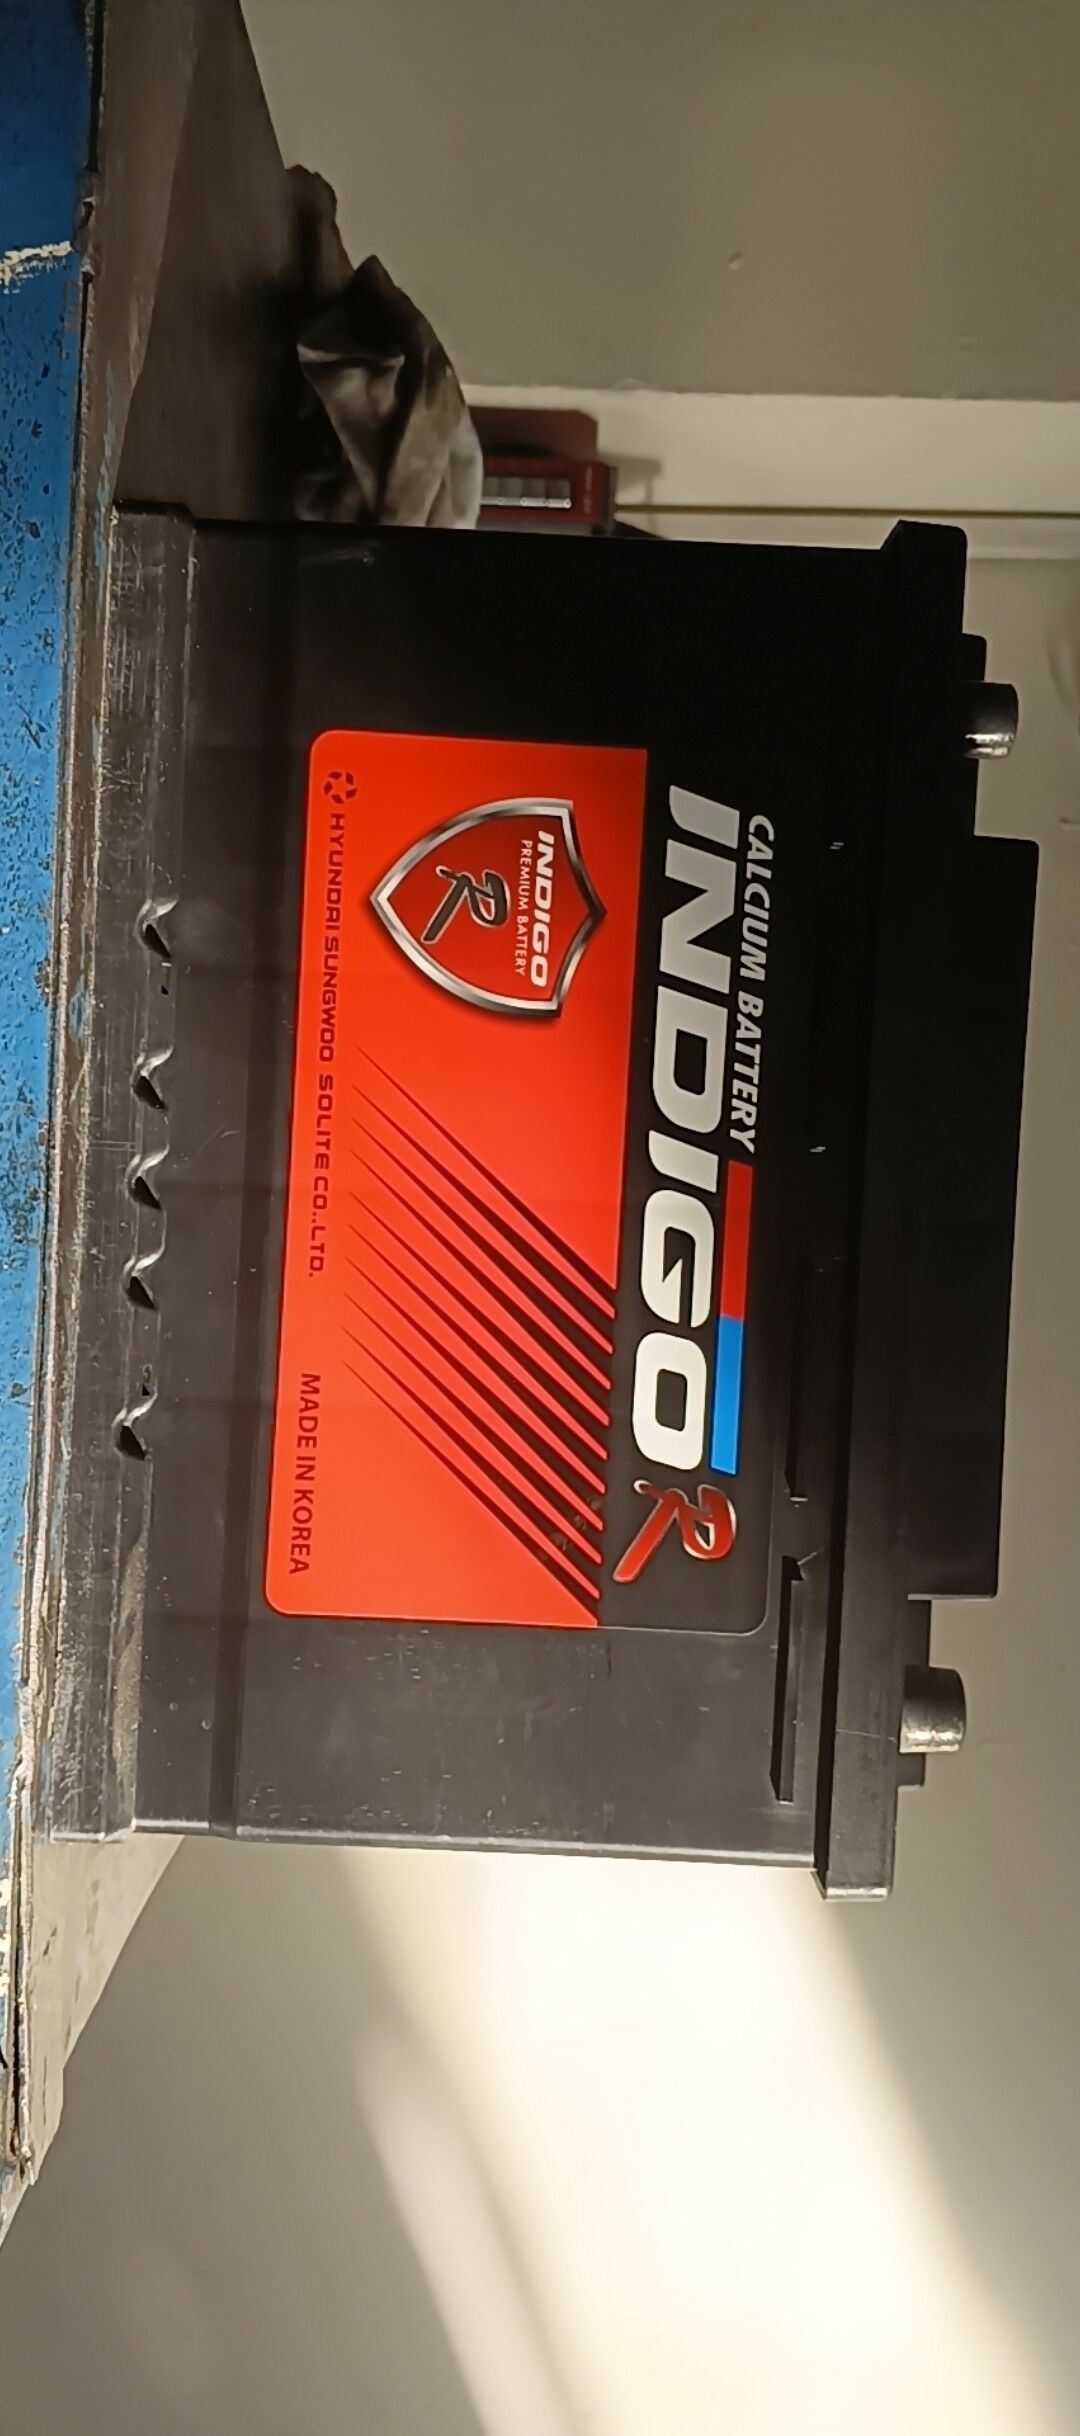 CALCIUM BATTERY
INDIGO R
INDIGO
PREMIUM BATTERY
R
HYUNDAI SUNGWOO SOLITE CO.,LTD.
MADE IN KOREA